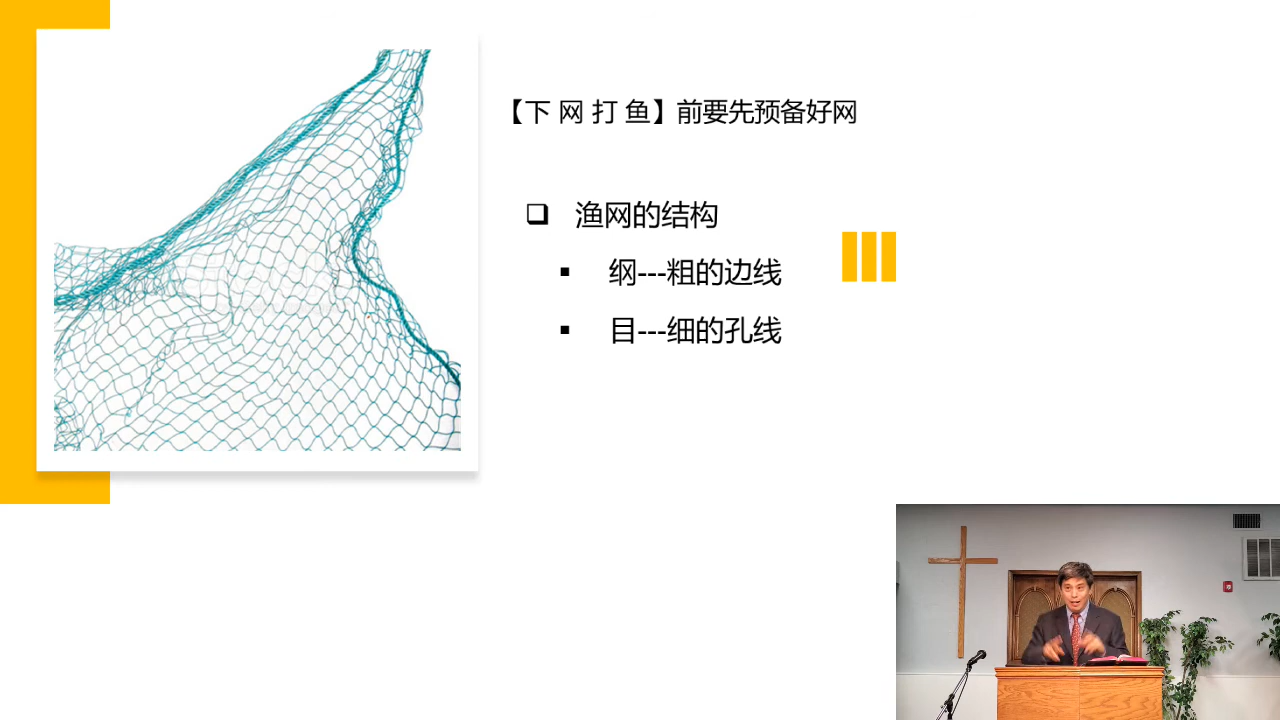 【下 网 打 鱼】前要先预备好网
❑ 渔网的结构
▪ 纲---粗的边线
▪ 目---细的孔线